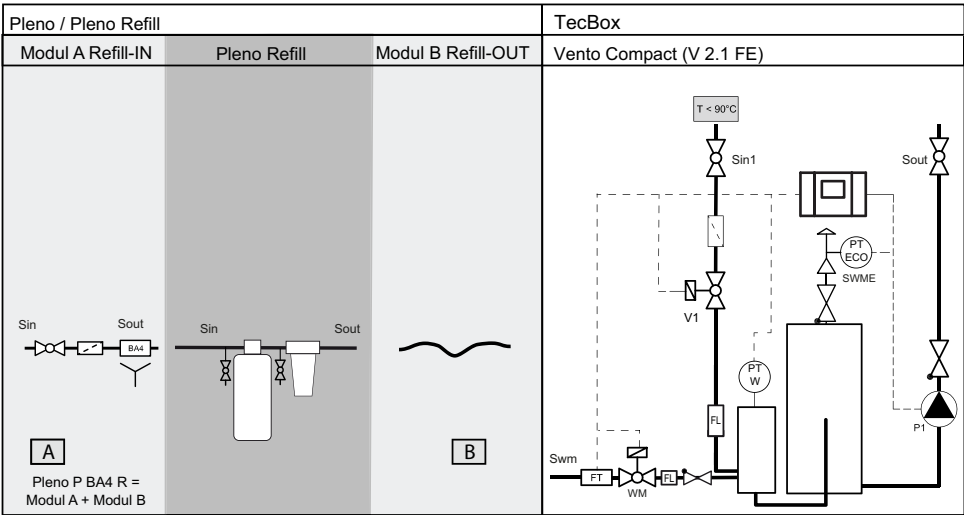 Pleno / Pleno Refill
TecBox
Modul A Refill-IN
Pleno Refill
Modul B Refill-OUT
Vento Compact (V 2.1 FE)
T < 90°C
Sin1
Sout
PT
ECO
SWME
V1
Sin
Sout
BA4
Sin
Sout
PT
W
FL
P1
A
B
Swm
FT
FL
WM
Pleno P BA4 R =
Modul A + Modul B